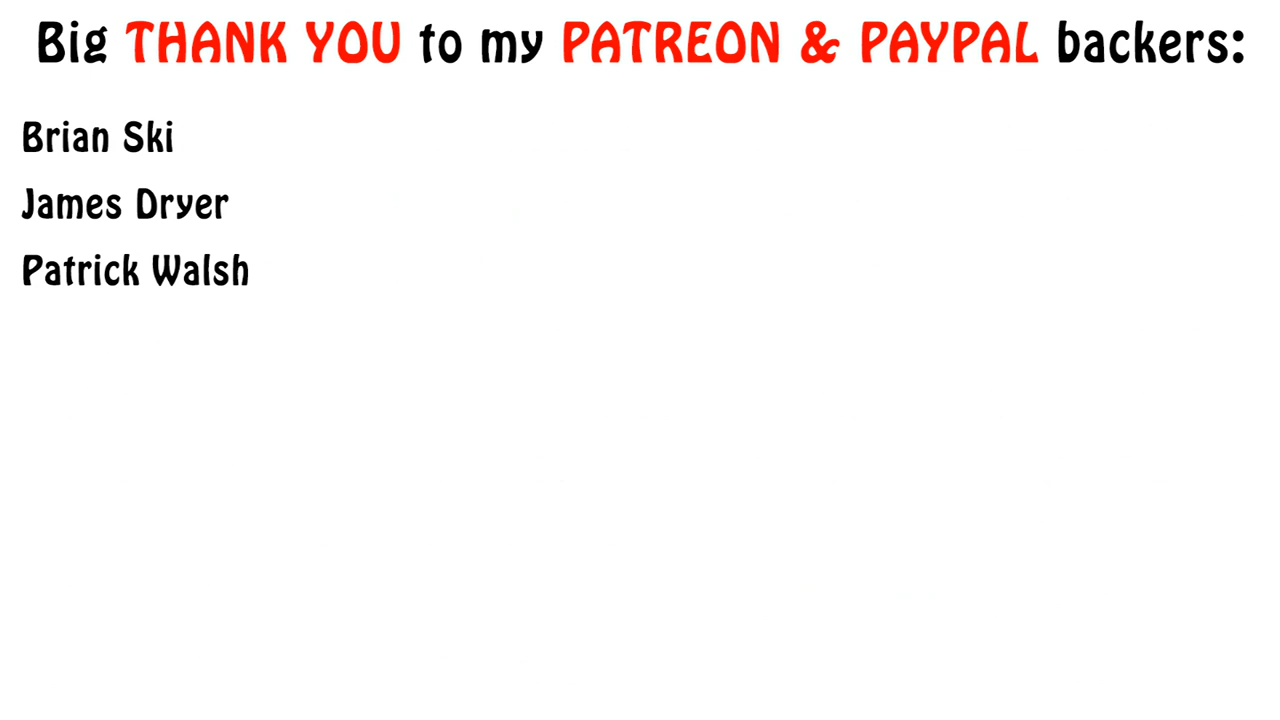 Big THANK YOU to my PATREON & PAYPAL backers:
Brian Ski
James Dryer
Patrick Walsh